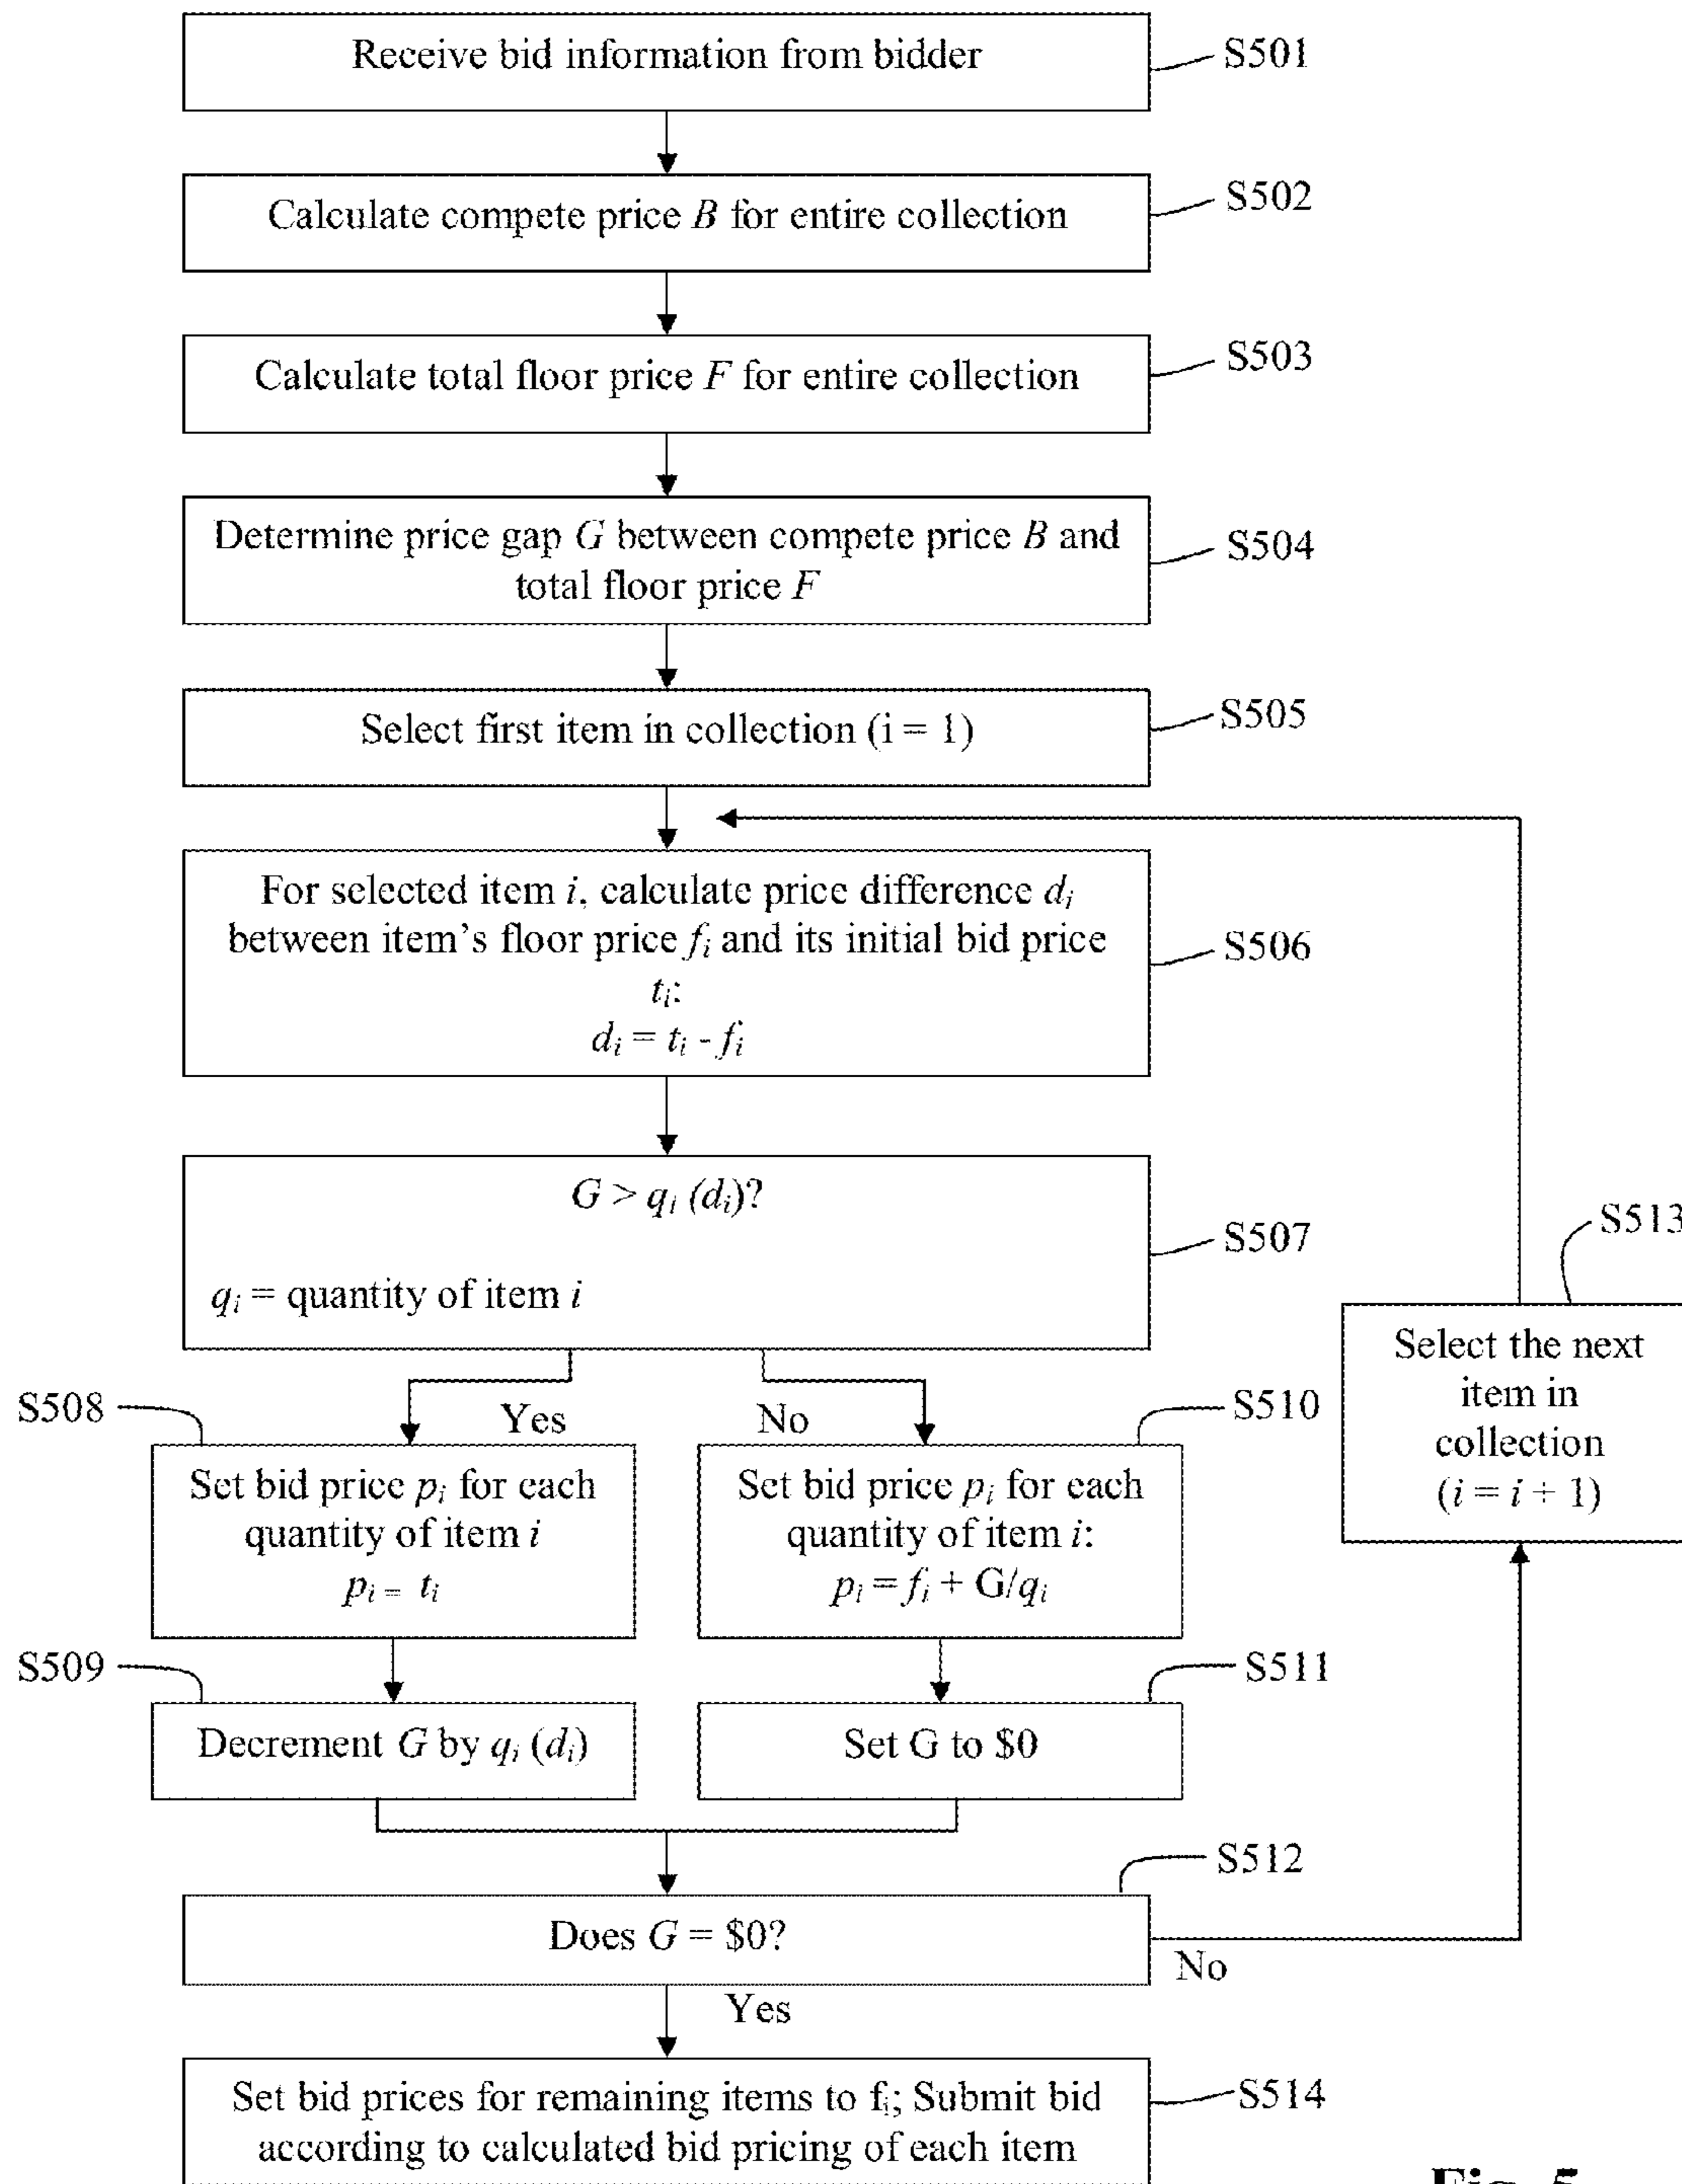 Receive bid information from bidder
S501
Calculate compete price B for entire collection
S502
Calculate total floor price F for entire collection
S503
Determine price gap G between compete price B and
total floor price F
S504
Select first item in collection (i = 1)
S505
For selected item i, calculate price difference di
between item's floor price fi and its initial bid price
ti:
di = ti - fi
S506
G > qi (di)?
qi = quantity of item i
S507
S513
Select the next
item in
collection
(i = i + 1)
Yes
No
S508
Set bid price pi for each
quantity of item i
pi = ti
S510
Set bid price pi for each
quantity of item i:
pi = fi + G/qi
S509
Decrement G by qi (di)
S511
Set G to $0
S512
Does G = $0?
No
Yes
Set bid prices for remaining items to fi; Submit bid
according to calculated bid pricing of each item
S514